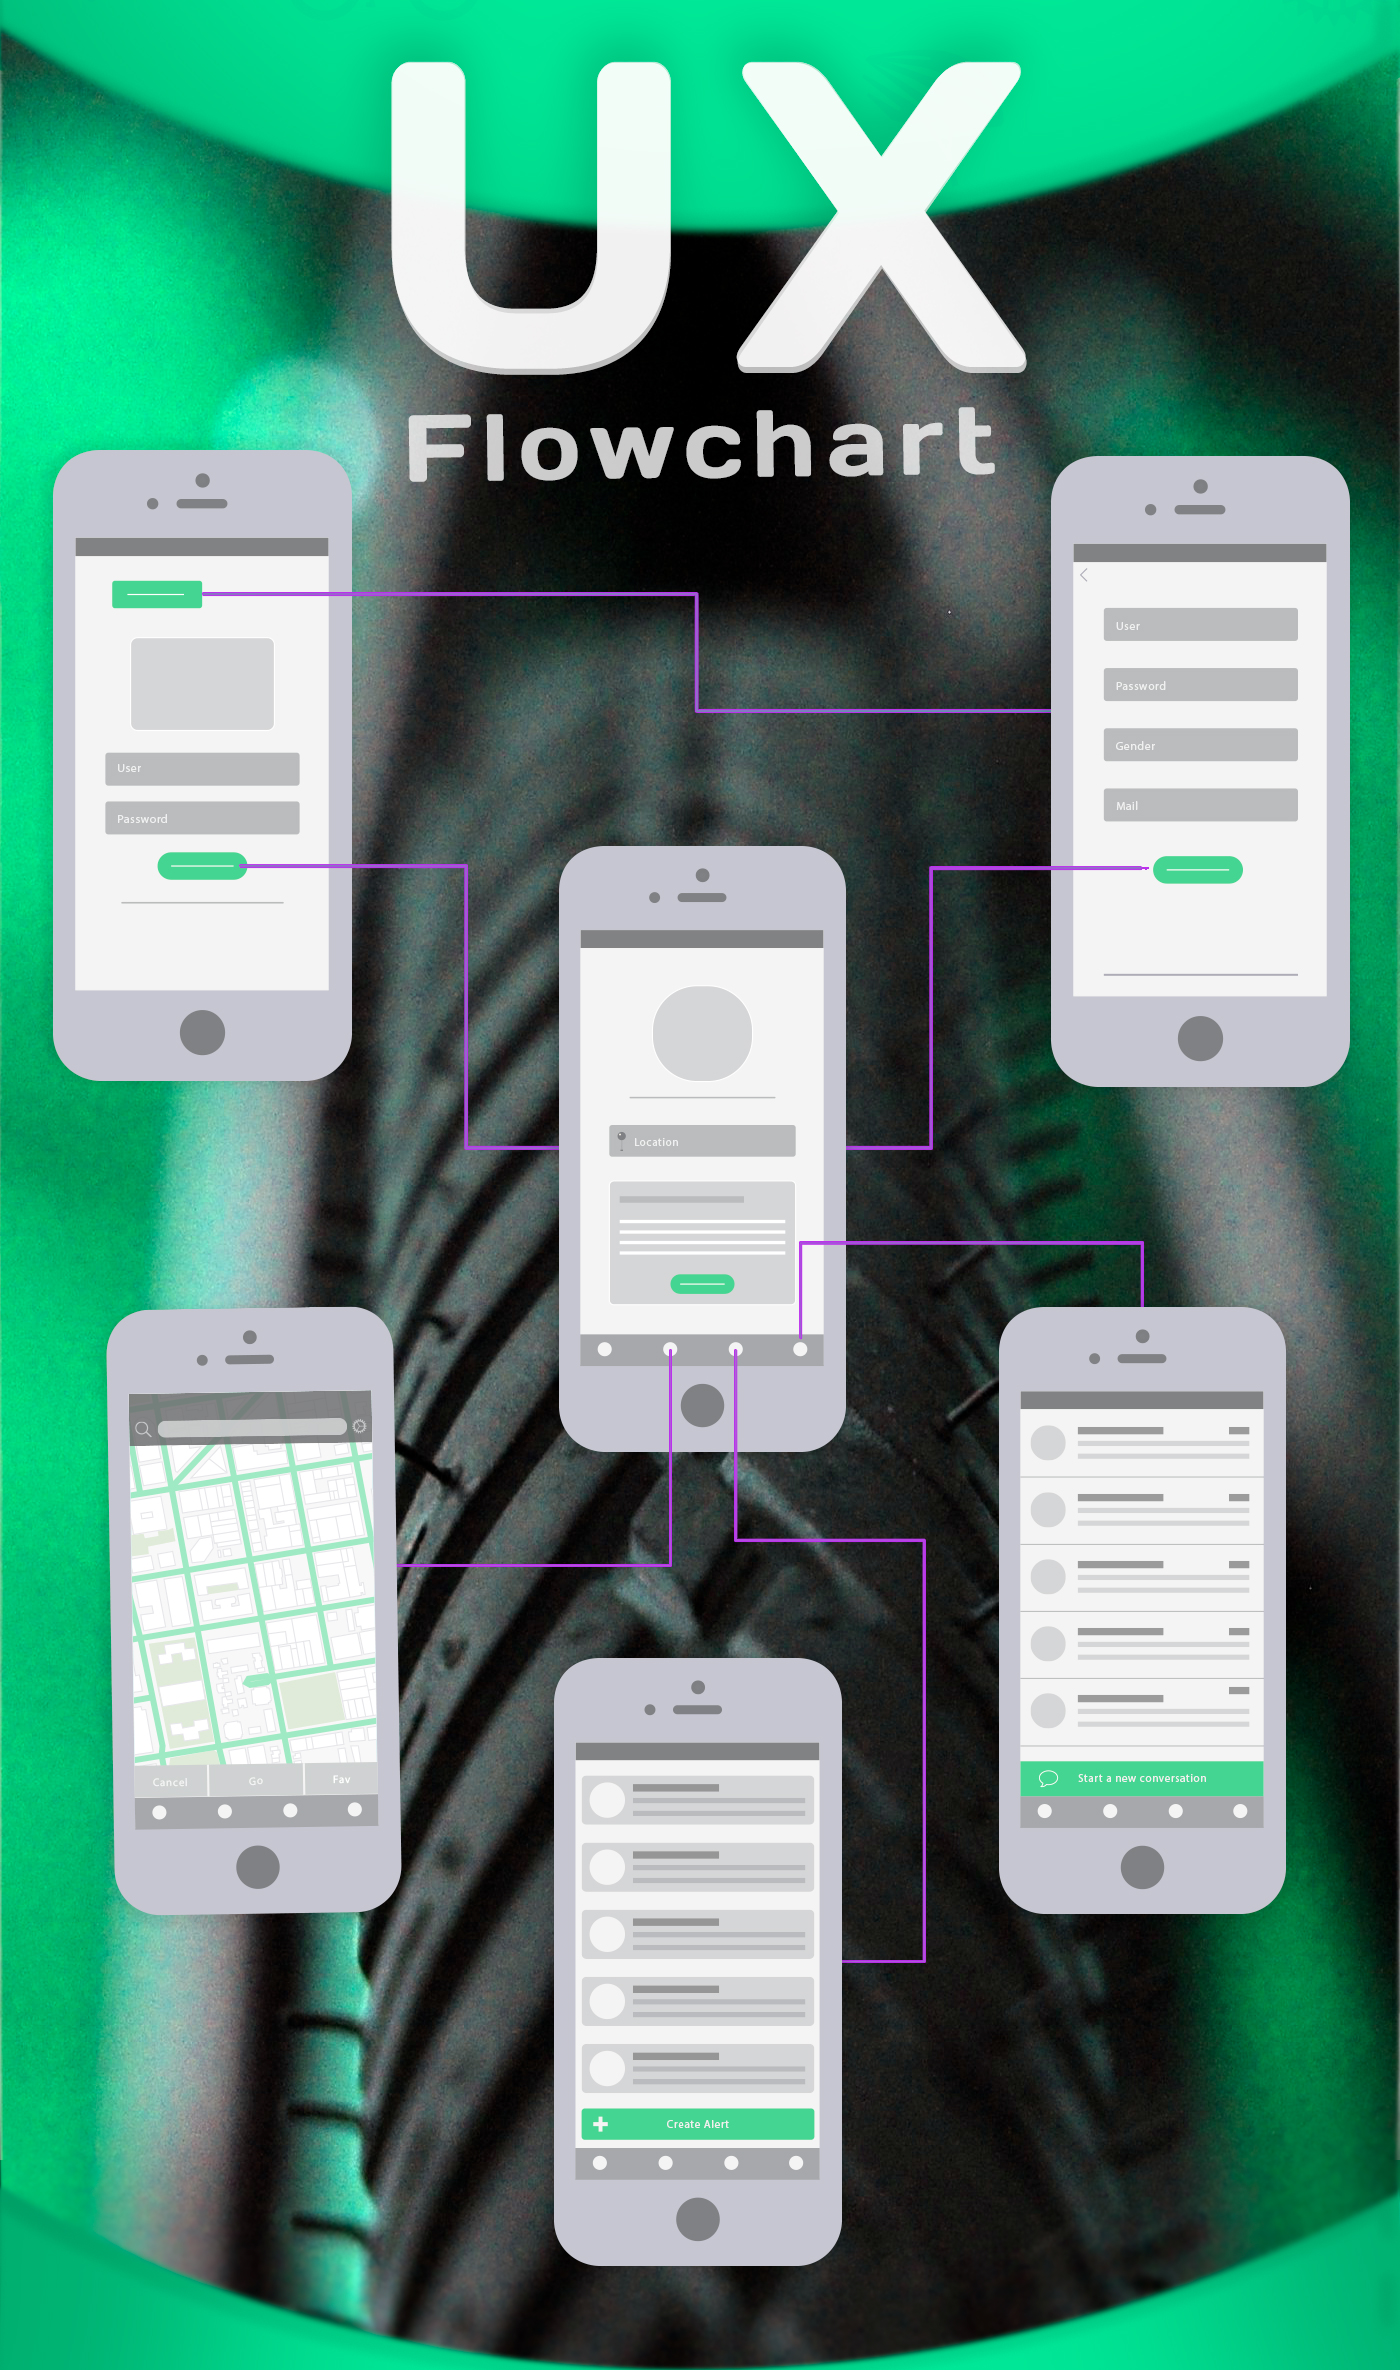 UX
Flowchart
User
Password
User
Password
Gender
Mail
Location
Cancel
Go
Fav
Start a new conversation
Create Alert